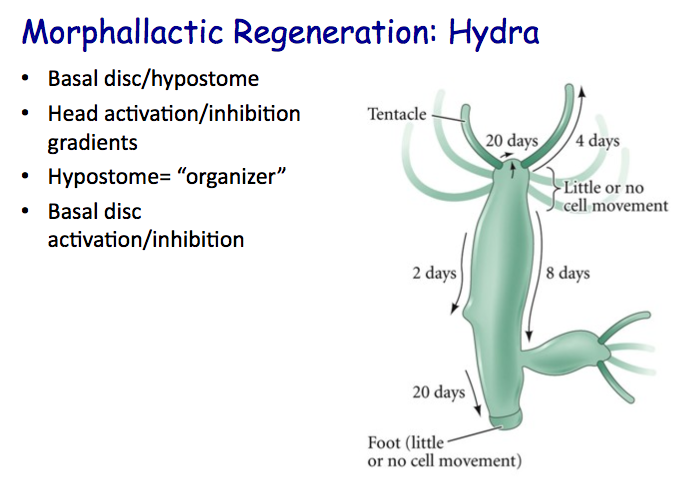 Morphallactic Regeneration: Hydra
• Basal disc/hypostome
• Head activation/inhibition
gradients
• Hypostome= “organizer”
• Basal disc
activation/inhibition
Tentacle
20 days
4 days
Little or no
cell movement
2 days
8 days
20 days
Foot (little
or no cell movement)